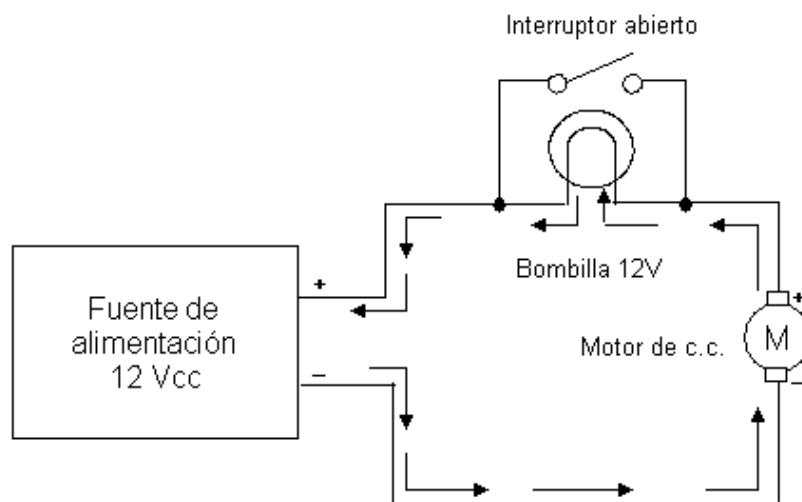 Interruptor abierto
Bombilla 12V
+
Fuente de
alimentación
12 Vcc
–
+
Motor de c.c.
M
–